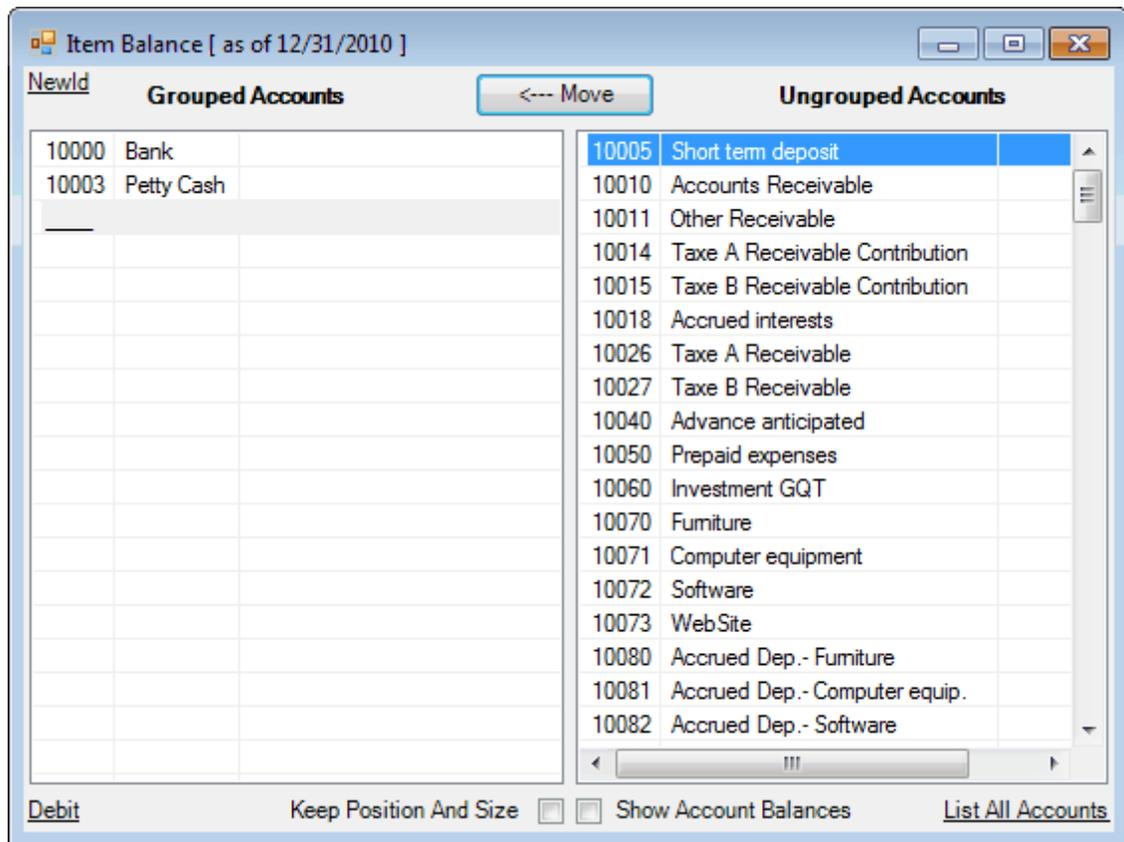 Item Balance [ as of 12/31/2010 ]
NewId Grouped Accounts <--- Move Ungrouped Accounts
10000 Bank
10003 Petty Cash
10005 Short term deposit
10010 Accounts Receivable
10011 Other Receivable
10014 Taxe A Receivable Contribution
10015 Taxe B Receivable Contribution
10018 Accrued interests
10026 Taxe A Receivable
10027 Taxe B Receivable
10040 Advance anticipated
10050 Prepaid expenses
10060 Investment GQT
10070 Furniture
10071 Computer equipment
10072 Software
10073 WebSite
10080 Accrued Dep.- Furniture
10081 Accrued Dep.- Computer equip.
10082 Accrued Dep.- Software
Debit Keep Position And Size Show Account Balances List All Accounts